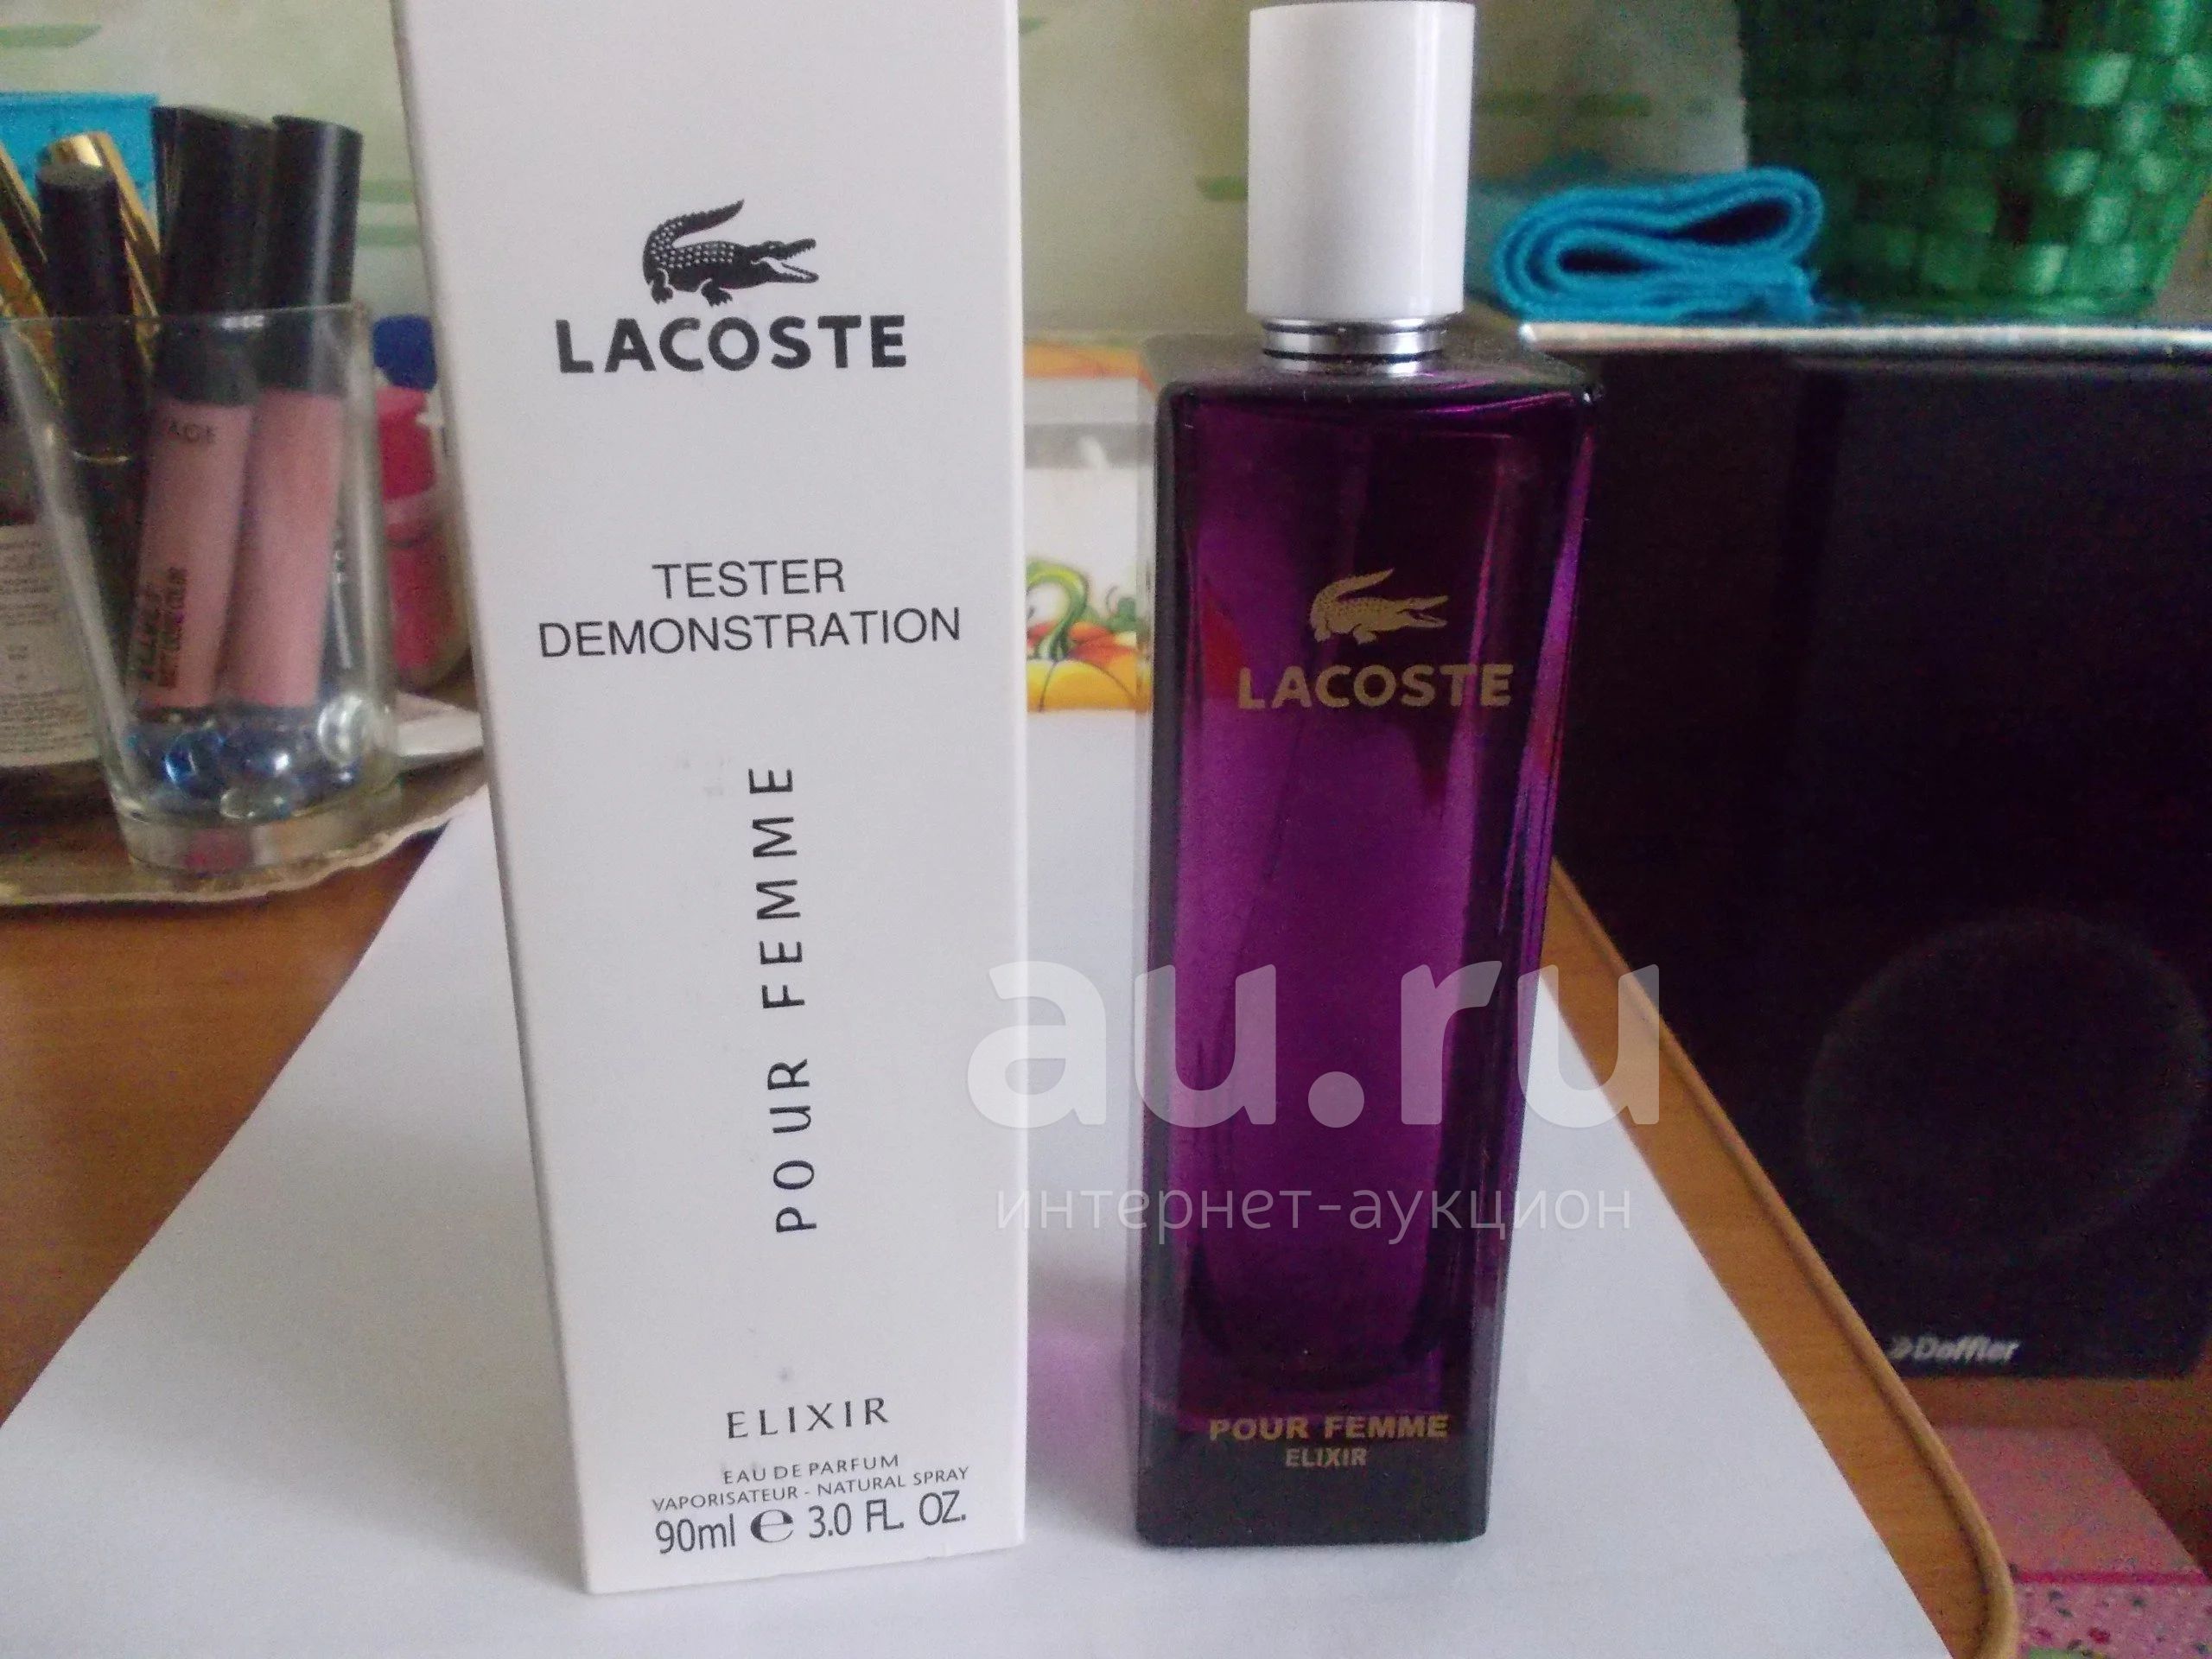 LACOSTE
TESTER
DEMONSTRATION
POUR FEMME
ELIXIR
EAU DE PARFUM
VAPORISATEUR - NATURAL SPRAY
90ml e 3.0 FL. OZ.
LACOSTE
POUR FEMME
ELIXIR
au.ru
интернет-аукцион
Doffler